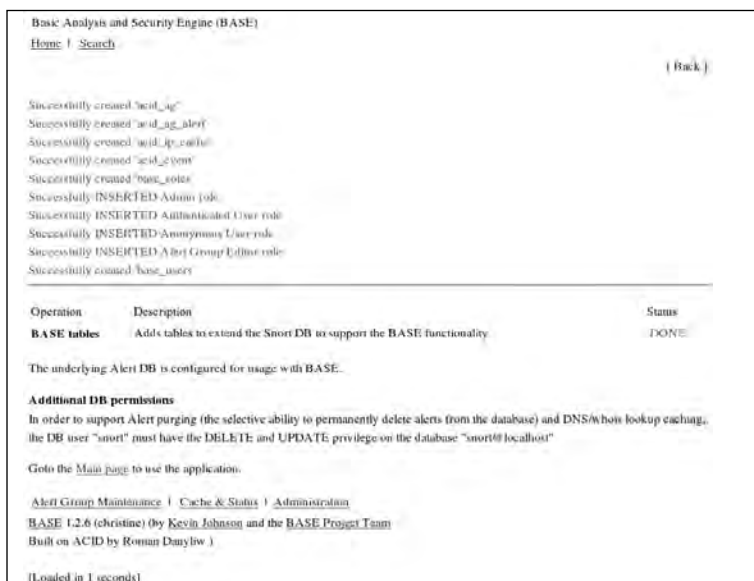 Basic Analysis and Security Engine (BASE)
Home | Search
[ Back ]
Successfully created 'acid_ag'
Successfully created 'acid_ag_alert'
Successfully created 'acid_ip_cache'
Successfully created 'acid_event'
Successfully created 'base_roles'
Successfully INSERTED Admin role
Successfully INSERTED Authenticated User role
Successfully INSERTED Anonymous User role
Successfully INSERTED Alert Group Editor role
Successfully created 'base_users'
Operation Description Status
BASE tables Adds tables to extend the Snort DB to support the BASE functionality DONE
The underlying Alert DB is configured for usage with BASE.
Additional DB permissions
In order to support Alert purging (the selective ability to permanently delete alerts from the database) and DNS/whois lookup caching,
the DB user "snort" must have the DELETE and UPDATE privilege on the database "snort@localhost"
Goto the Main page to use the application.
Alert Group Maintenance | Cache & Status | Administration
BASE 1.2.6 (christine) (by Kevin Johnson and the BASE Project Team
Built on ACID by Roman Danyliw )
[Loaded in 1 seconds]